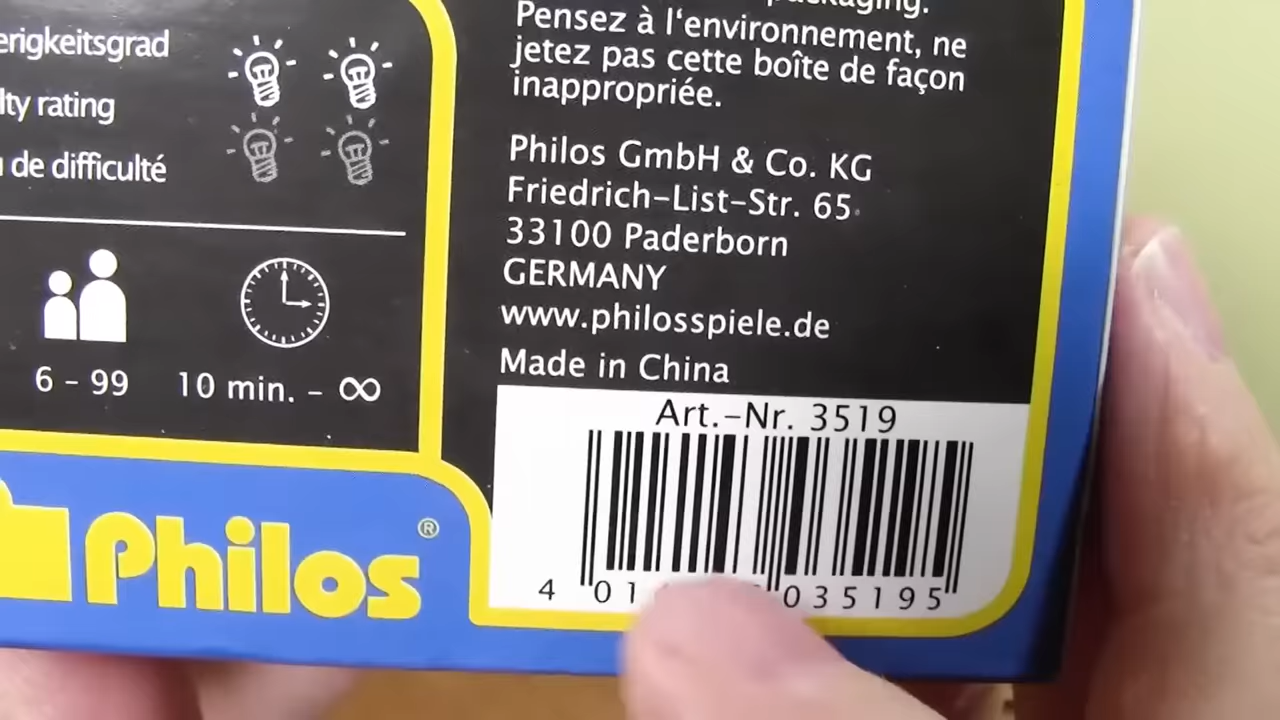 erigkeitsgrad
lty rating
de difficulté
6 – 99
10 min. – ∞
Philos®
packaging.
Pensez à l‘environnement, ne
jetez pas cette boîte de façon
inappropriée.
Philos GmbH & Co. KG
Friedrich–List–Str. 65
33100 Paderborn
GERMANY
www.philosspiele.de
Made in China
Art.–Nr. 3519
4 01 035195